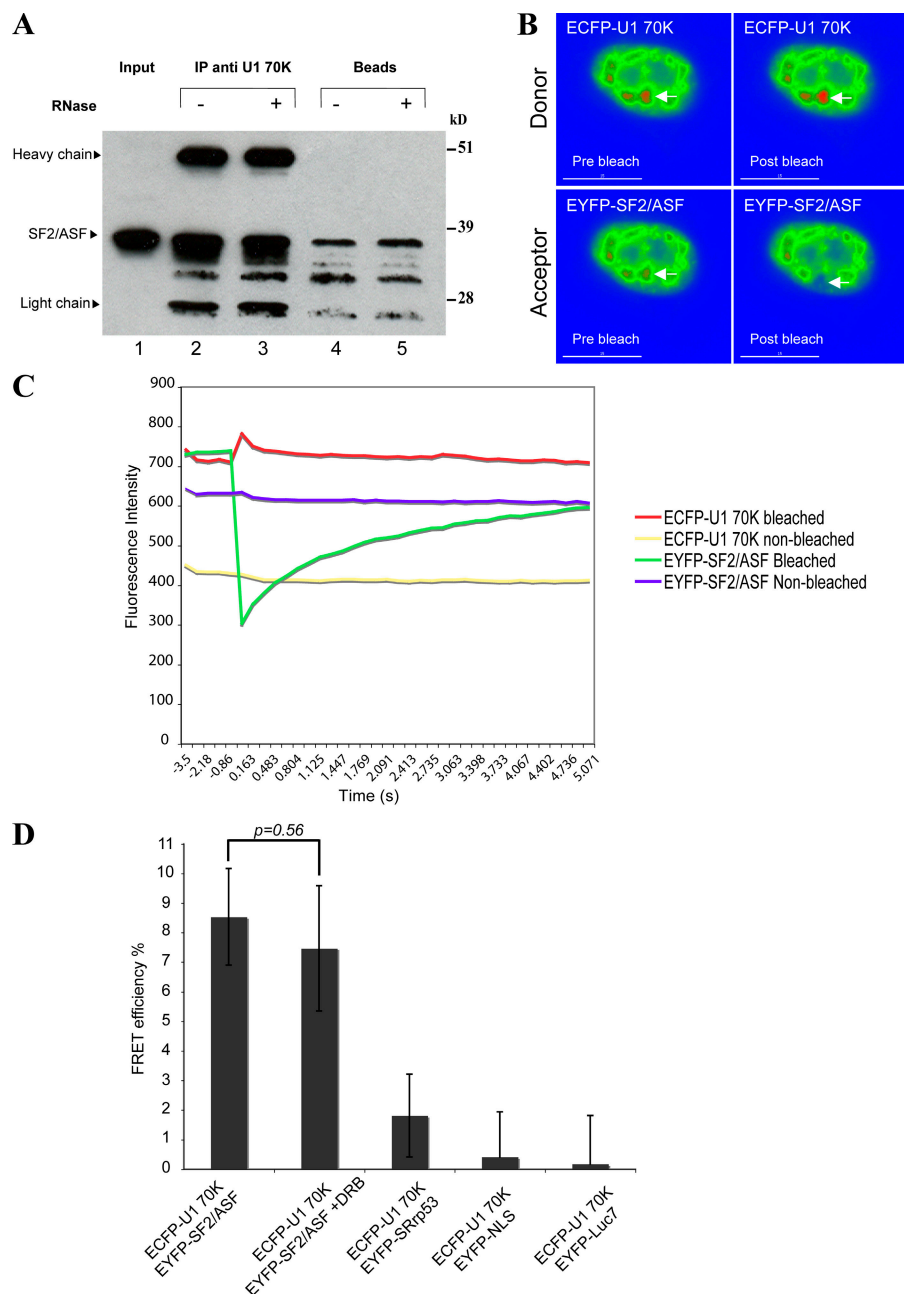 A
Input
IP anti U1 70K
Beads
RNase
-
+
-
+
kD
Heavy chain
51
SF2/ASF
39
Light chain
28
1
2
3
4
5
B
Donor
ECFP-U1 70K
Pre bleach
ECFP-U1 70K
Post bleach
Acceptor
EYFP-SF2/ASF
Pre bleach
EYFP-SF2/ASF
Post bleach
C
Fluorescence Intensity
900
800
700
600
500
400
300
200
100
0
-3.5
-2.18
-0.86
0.163
0.483
0.804
1.125
1.447
1.769
2.091
2.413
2.735
3.063
3.398
3.733
4.067
4.402
4.736
5.071
Time (s)
ECFP-U1 70K bleached
ECFP-U1 70K non-bleached
EYFP-SF2/ASF Bleached
EYFP-SF2/ASF Non-bleached
D
p=0.56
FRET efficiency %
11
10
9
8
7
6
5
4
3
2
1
0
ECFP-U1 70K
EYFP-SF2/ASF
ECFP-U1 70K
EYFP-SF2/ASF +DRB
ECFP-U1 70K
EYFP-SRrp53
ECFP-U1 70K
EYFP-NLS
ECFP-U1 70K
EYFP-Luc7